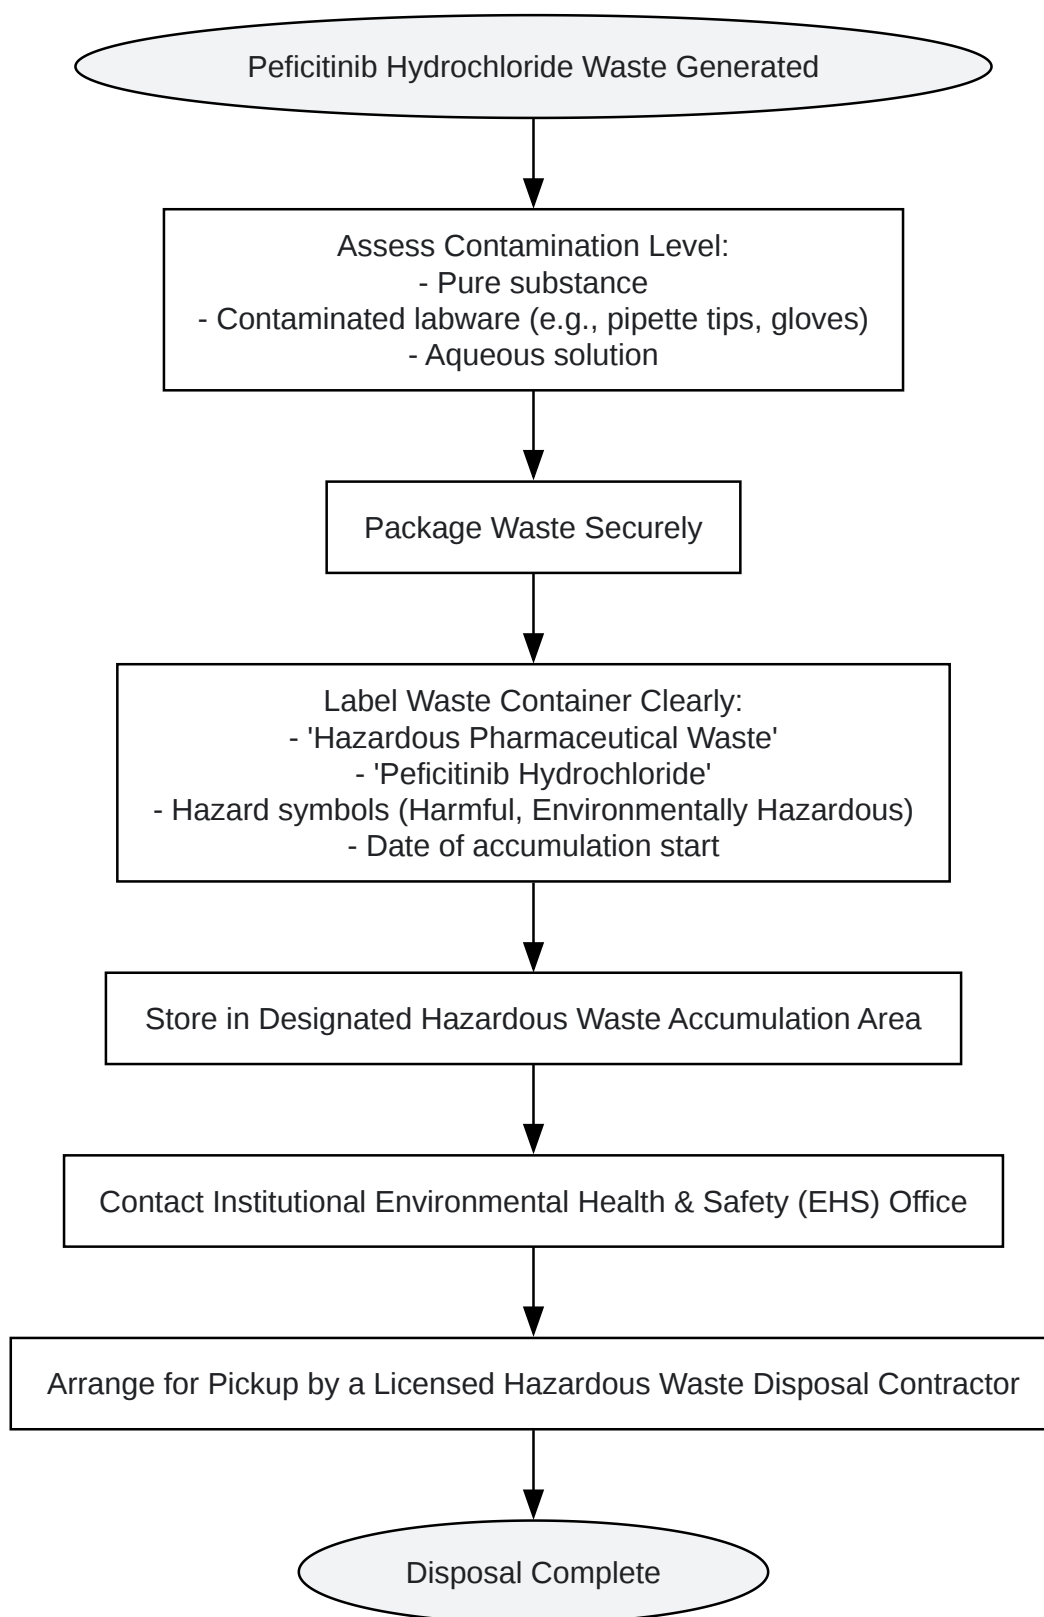 Peficitinib Hydrochloride Waste Generated
Assess Contamination Level:
- Pure substance
- Contaminated labware (e.g., pipette tips, gloves)
- Aqueous solution
Package Waste Securely
Label Waste Container Clearly:
- 'Hazardous Pharmaceutical Waste'
- 'Peficitinib Hydrochloride'
- Hazard symbols (Harmful, Environmentally Hazardous)
- Date of accumulation start
Store in Designated Hazardous Waste Accumulation Area
Contact Institutional Environmental Health & Safety (EHS) Office
Arrange for Pickup by a Licensed Hazardous Waste Disposal Contractor
Disposal Complete